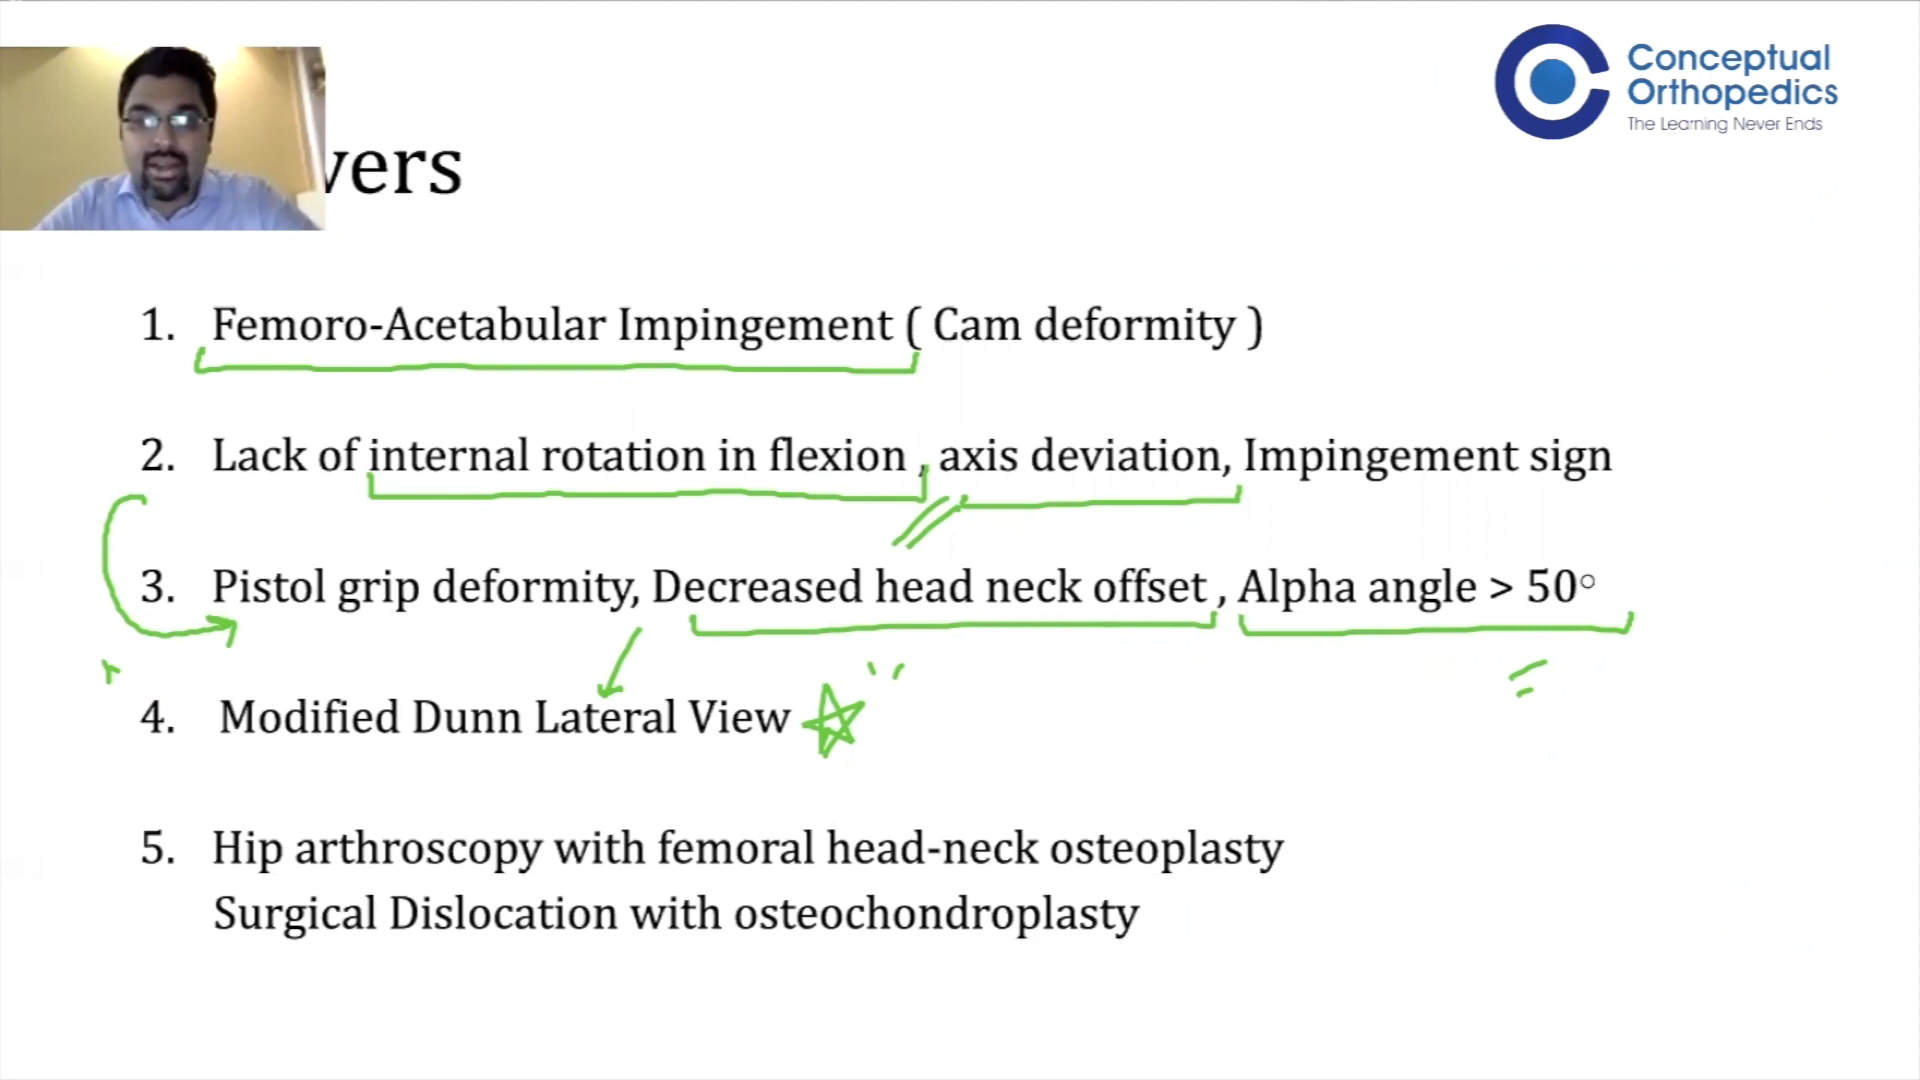 Conceptual
Orthopedics
The Learning Never Ends
1. Femoro-Acetabular Impingement ( Cam deformity )
2. Lack of internal rotation in flexion , axis deviation, Impingement sign
3. Pistol grip deformity, Decreased head neck offset , Alpha angle > 50°
4. Modified Dunn Lateral View
5. Hip arthroscopy with femoral head-neck osteoplasty
Surgical Dislocation with osteochondroplasty